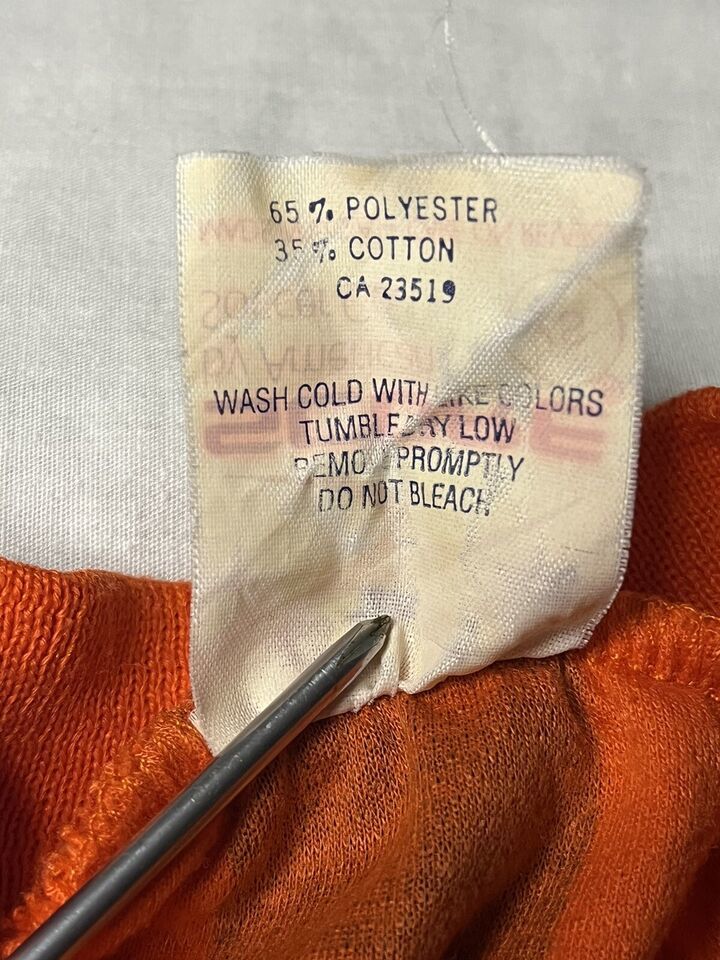 65 % POLYESTER
35 % COTTON
CA 23519
WASH COLD WITH LIKE COLORS
TUMBLE DRY LOW
REMOVE PROMPTLY
DO NOT BLEACH